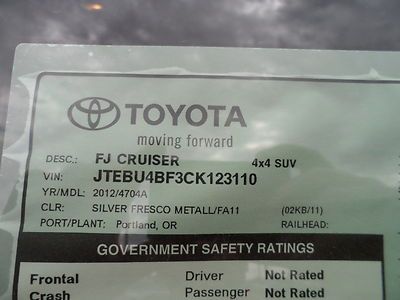 TOYOTA
moving forward
DESC.: FJ CRUISER 4x4 SUV
VIN: JTEBU4BF3CK123110
YR/MDL: 2012/4704A
CLR: SILVER FRESCO METALL/FA11 (02KB/11)
PORT/PLANT: Portland, OR RAILHEAD:
GOVERNMENT SAFETY RATINGS
Frontal Driver Not Rated
Crash Passenger Not Rated